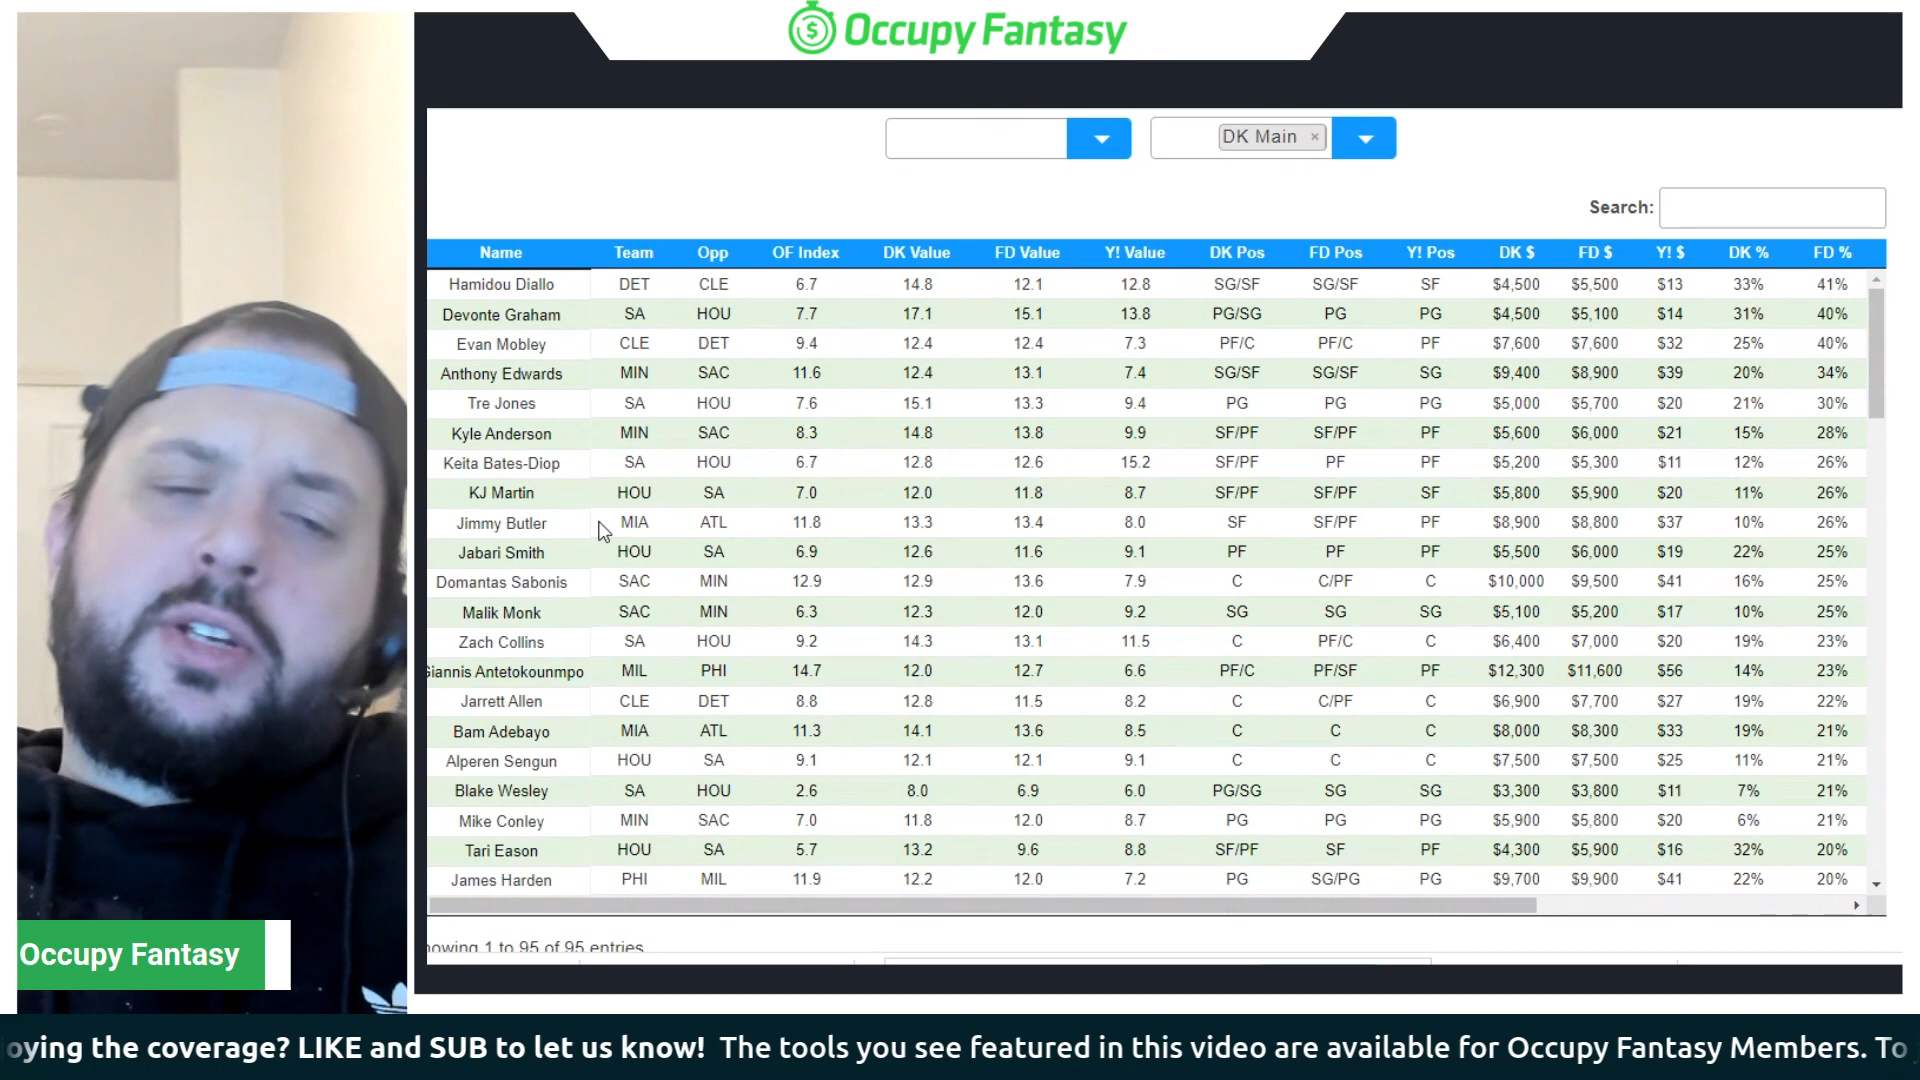 Occupy Fantasy
DK Main ×
Search:
Name Team Opp OF Index DK Value FD Value Y! Value DK Pos FD Pos Y! Pos DK $ FD $ Y! $ DK % FD %
Hamidou Diallo DET CLE 6.7 14.8 12.1 12.8 SG/SF SG/SF SF $4,500 $5,500 $13 33% 41%
Devonte Graham SA HOU 7.7 17.1 15.1 13.8 PG/SG PG PG $4,500 $5,100 $14 31% 40%
Evan Mobley CLE DET 9.4 12.4 12.4 7.3 PF/C PF/C PF $7,600 $7,600 $32 25% 40%
Anthony Edwards MIN SAC 11.6 12.4 13.1 7.4 SG/SF SG/SF SG $9,400 $8,900 $39 20% 34%
Tre Jones SA HOU 7.6 15.1 13.3 9.4 PG PG PG $5,000 $5,700 $20 21% 30%
Kyle Anderson MIN SAC 8.3 14.8 13.8 9.9 SF/PF SF/PF PF $5,600 $6,000 $21 15% 28%
Keita Bates-Diop SA HOU 6.7 12.8 12.6 15.2 SF/PF PF PF $5,200 $5,300 $11 12% 26%
KJ Martin HOU SA 7.0 12.0 11.8 8.7 SF/PF SF/PF SF $5,800 $5,900 $20 11% 26%
Jimmy Butler MIA ATL 11.8 13.3 13.4 8.0 SF SF/PF PF $8,900 $8,800 $37 10% 26%
Jabari Smith HOU SA 6.9 12.6 11.6 9.1 PF PF PF $5,500 $6,000 $19 22% 25%
Domantas Sabonis SAC MIN 12.9 12.9 13.6 7.9 C C/PF C $10,000 $9,500 $41 16% 25%
Malik Monk SAC MIN 6.3 12.3 12.0 9.2 SG SG SG $5,100 $5,200 $17 10% 25%
Zach Collins SA HOU 9.2 14.3 13.1 11.5 C PF/C C $6,400 $7,000 $20 19% 23%
Giannis Antetokounmpo MIL PHI 14.7 12.0 12.7 6.6 PF/C PF/SF PF $12,300 $11,600 $56 14% 23%
Jarrett Allen CLE DET 8.8 12.8 11.5 8.2 C C/PF C $6,900 $7,700 $27 19% 22%
Bam Adebayo MIA ATL 11.3 14.1 13.6 8.5 C C C $8,000 $8,300 $33 19% 21%
Alperen Sengun HOU SA 9.1 12.1 12.1 9.1 C C C $7,500 $7,500 $25 11% 21%
Blake Wesley SA HOU 2.6 8.0 6.9 6.0 PG/SG SG SG $3,300 $3,800 $11 7% 21%
Mike Conley MIN SAC 7.0 11.8 12.0 8.7 PG PG PG $5,900 $5,800 $20 6% 21%
Tari Eason HOU SA 5.7 13.2 9.6 8.8 SF/PF SF PF $4,300 $5,900 $16 32% 20%
James Harden PHI MIL 11.9 12.2 12.0 7.2 PG SG/PG PG $9,700 $9,900 $41 22% 20%
owing 1 to 95 of 95 entries
Occupy Fantasy
oying the coverage? LIKE and SUB to let us know! The tools you see featured in this video are available for Occupy Fantasy Members. To